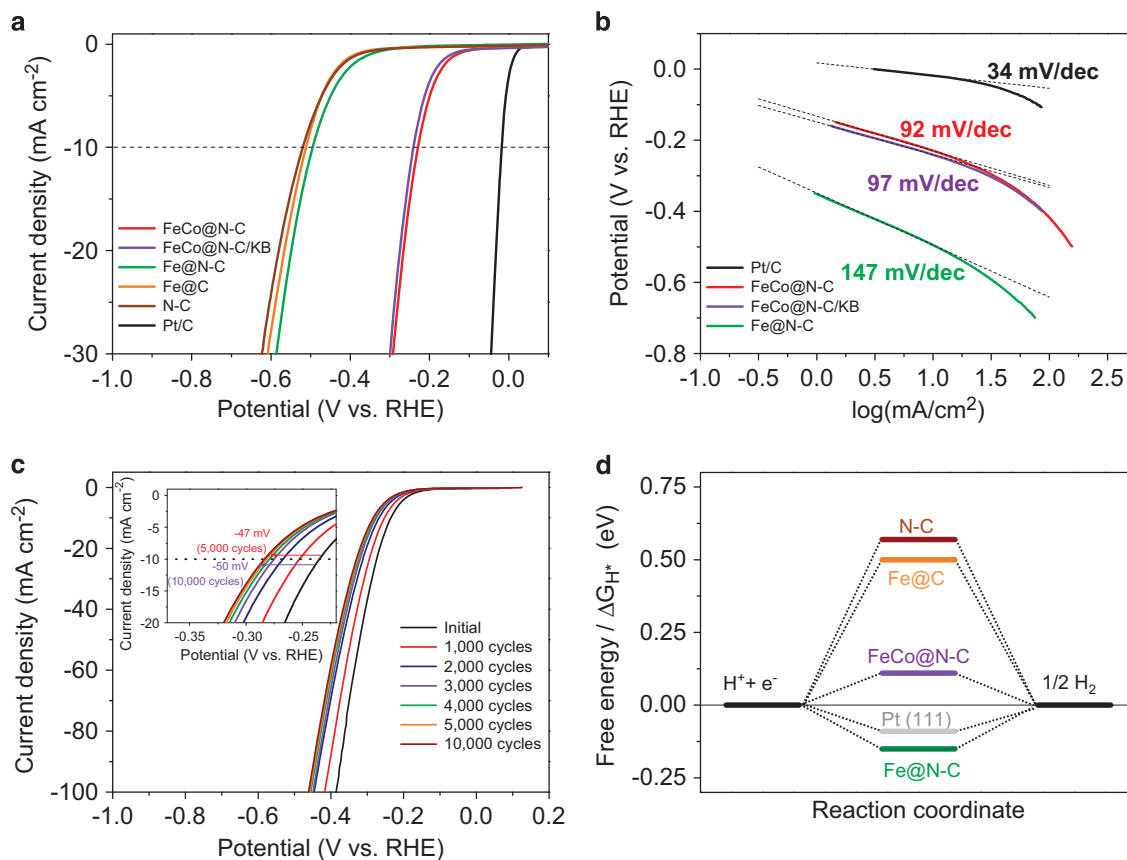 a
Current density (mA cm⁻²)
0
-10
-20
-30
FeCo@N-C
FeCo@N-C/KB
Fe@N-C
Fe@C
N-C
Pt/C
-1.0 -0.8 -0.6 -0.4 -0.2 0.0
Potential (V vs. RHE)
b
Potential (V vs. RHE)
0.0
-0.2
-0.4
-0.6
-0.8
34 mV/dec
92 mV/dec
97 mV/dec
147 mV/dec
Pt/C
FeCo@N-C
FeCo@N-C/KB
Fe@N-C
-1.0 -0.5 0.0 0.5 1.0 1.5 2.0 2.5
log(mA/cm²)
c
Current density (mA cm⁻²)
0
-20
-40
-60
-80
-100
Current density (mA cm⁻²)
0
-5
-10
-15
-20
-47 mV
(5,000 cycles)
-50 mV
(10,000 cycles)
-0.35 -0.30 -0.25
Potential (V vs. RHE)
Initial
1,000 cycles
2,000 cycles
3,000 cycles
4,000 cycles
5,000 cycles
10,000 cycles
-1.0 -0.8 -0.6 -0.4 -0.2 0.0 0.2
Potential (V vs. RHE)
d
Free energy / ΔG_H* (eV)
0.75
0.50
0.25
0.00
-0.25
N-C
Fe@C
FeCo@N-C
H⁺+ e⁻
1/2 H₂
Pt (111)
Fe@N-C
Reaction coordinate